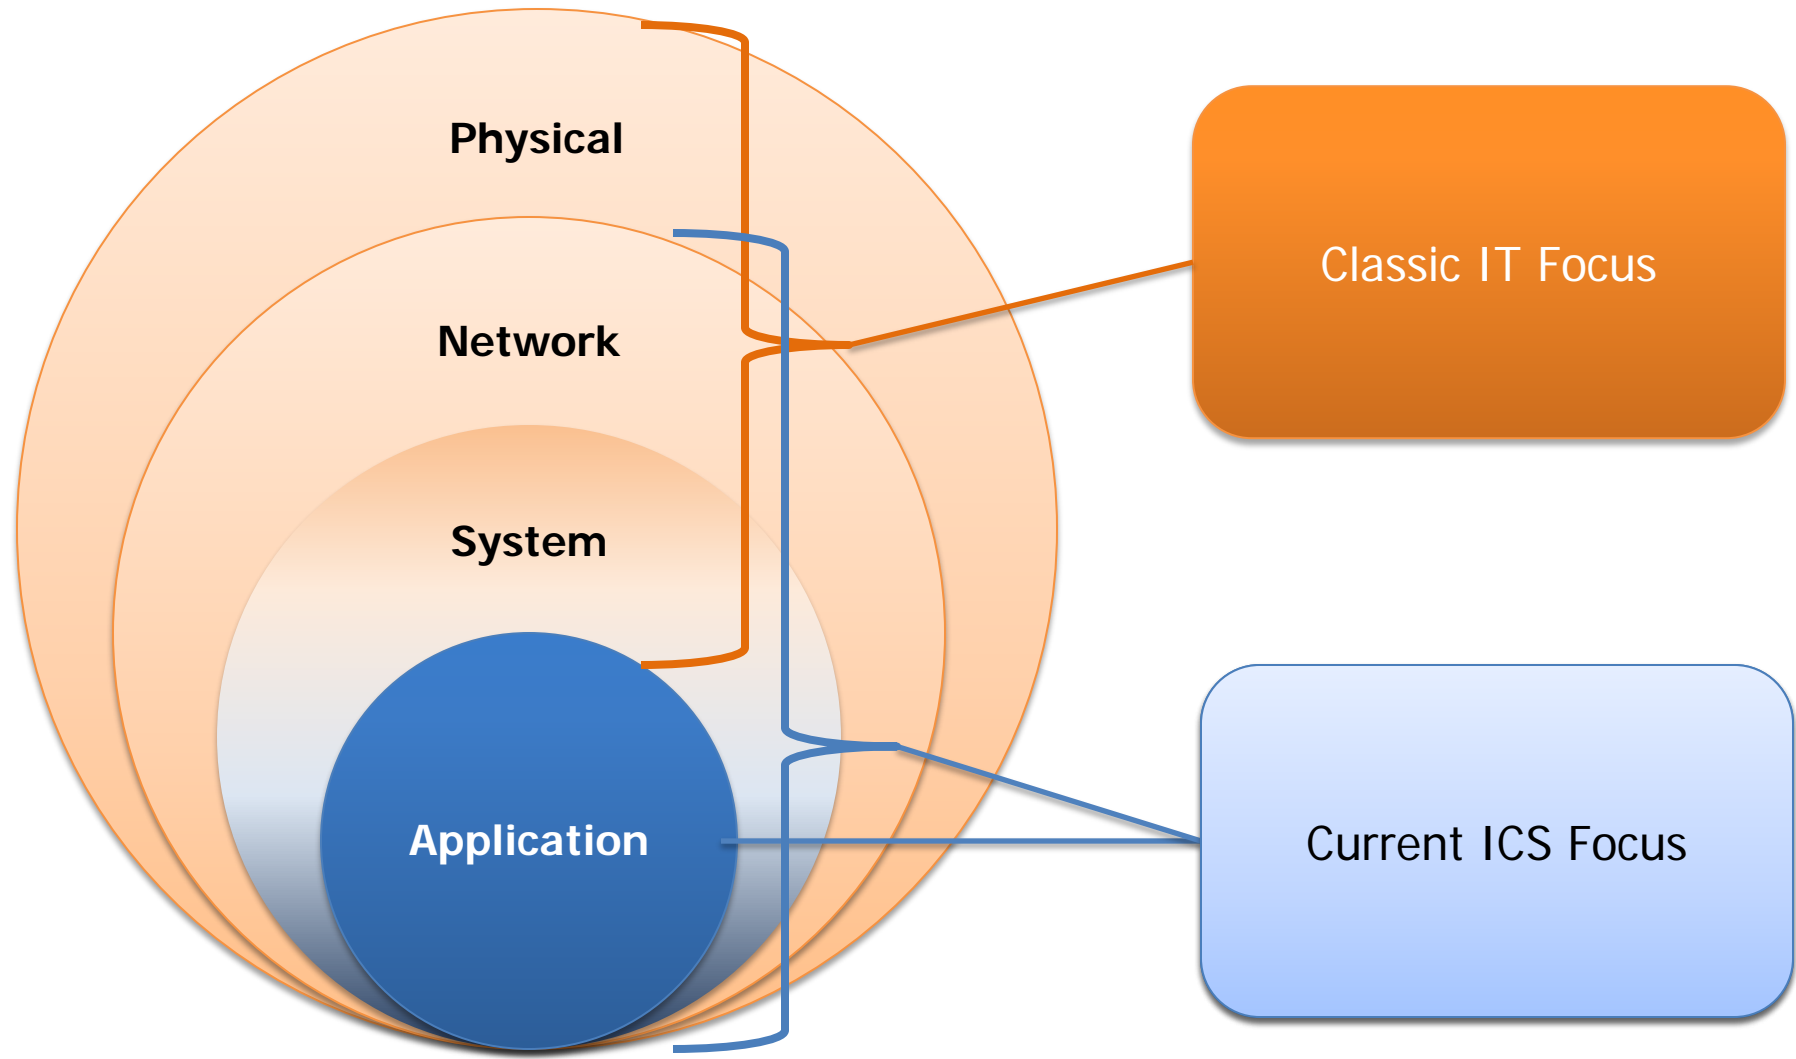 Physical
Network
System
Application
Classic IT Focus
Current ICS Focus